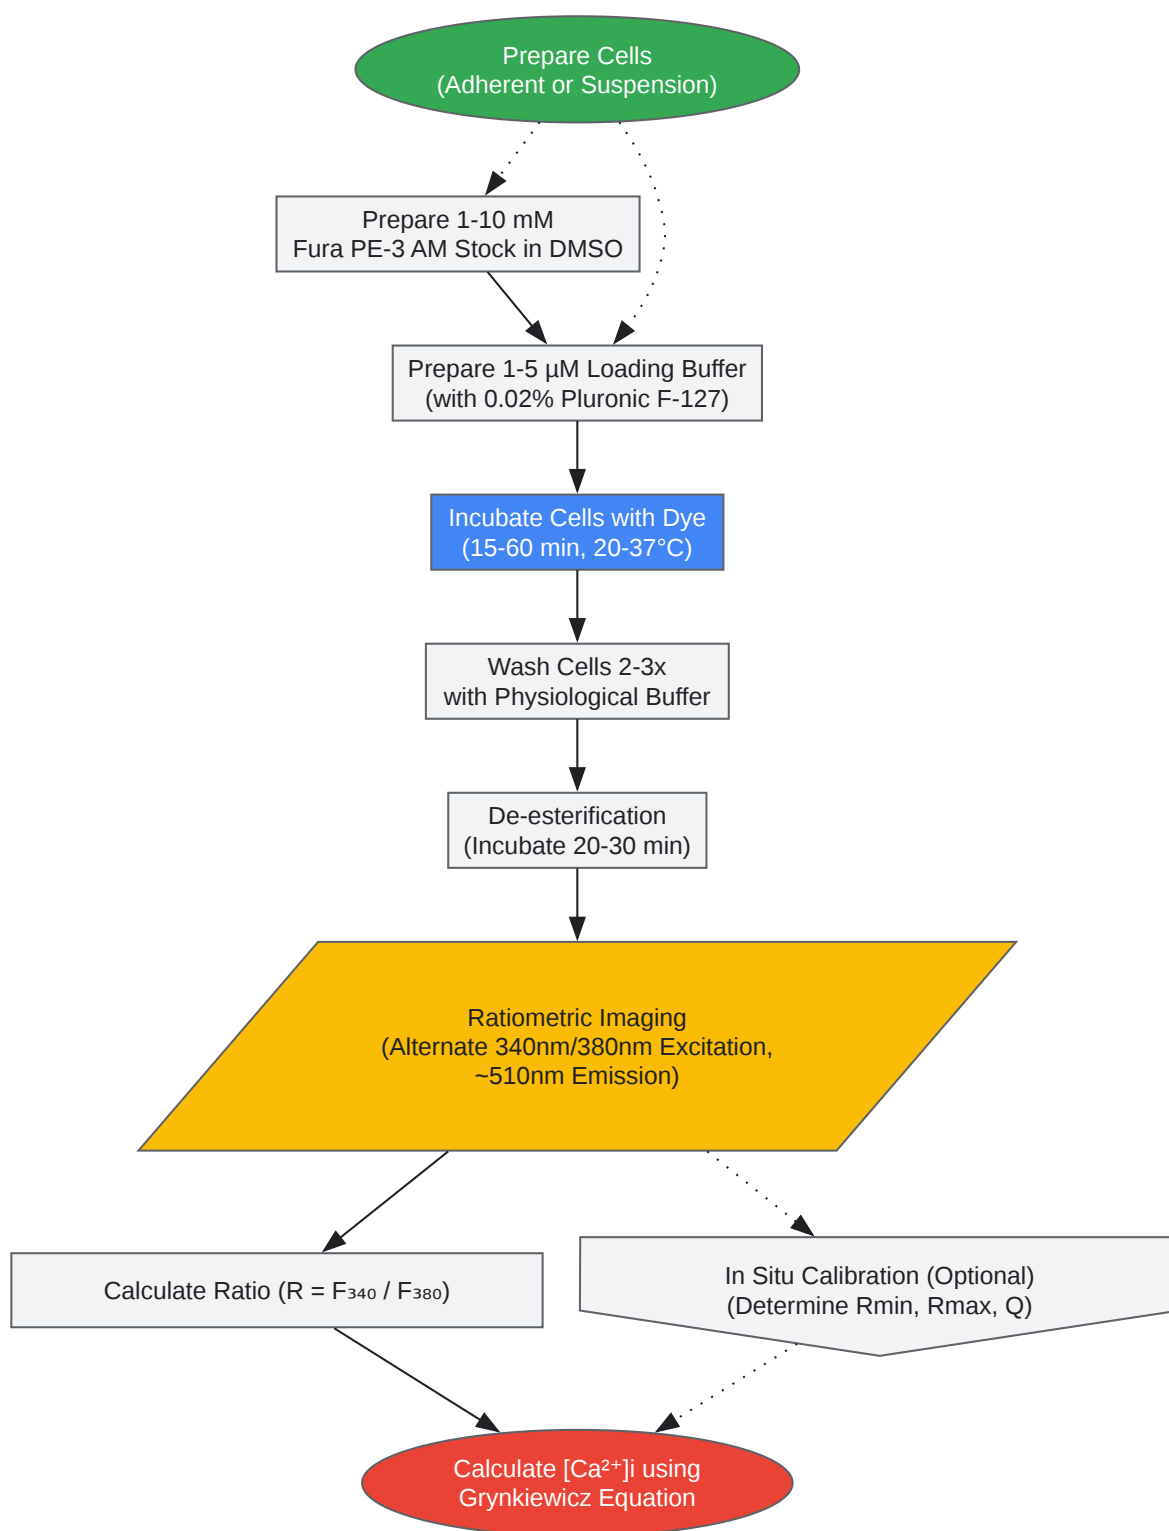 Prepare Cells
(Adherent or Suspension)
Prepare 1-10 mM
Fura PE-3 AM Stock in DMSO
Prepare 1-5 µM Loading Buffer
(with 0.02% Pluronic F-127)
Incubate Cells with Dye
(15-60 min, 20-37°C)
Wash Cells 2-3x
with Physiological Buffer
De-esterification
(Incubate 20-30 min)
Ratiometric Imaging
(Alternate 340nm/380nm Excitation,
~510nm Emission)
Calculate Ratio (R = F₃₄₀ / F₃₈₀)
In Situ Calibration (Optional)
(Determine Rmin, Rmax, Q)
Calculate [Ca²⁺]i using
Grynkiewicz Equation